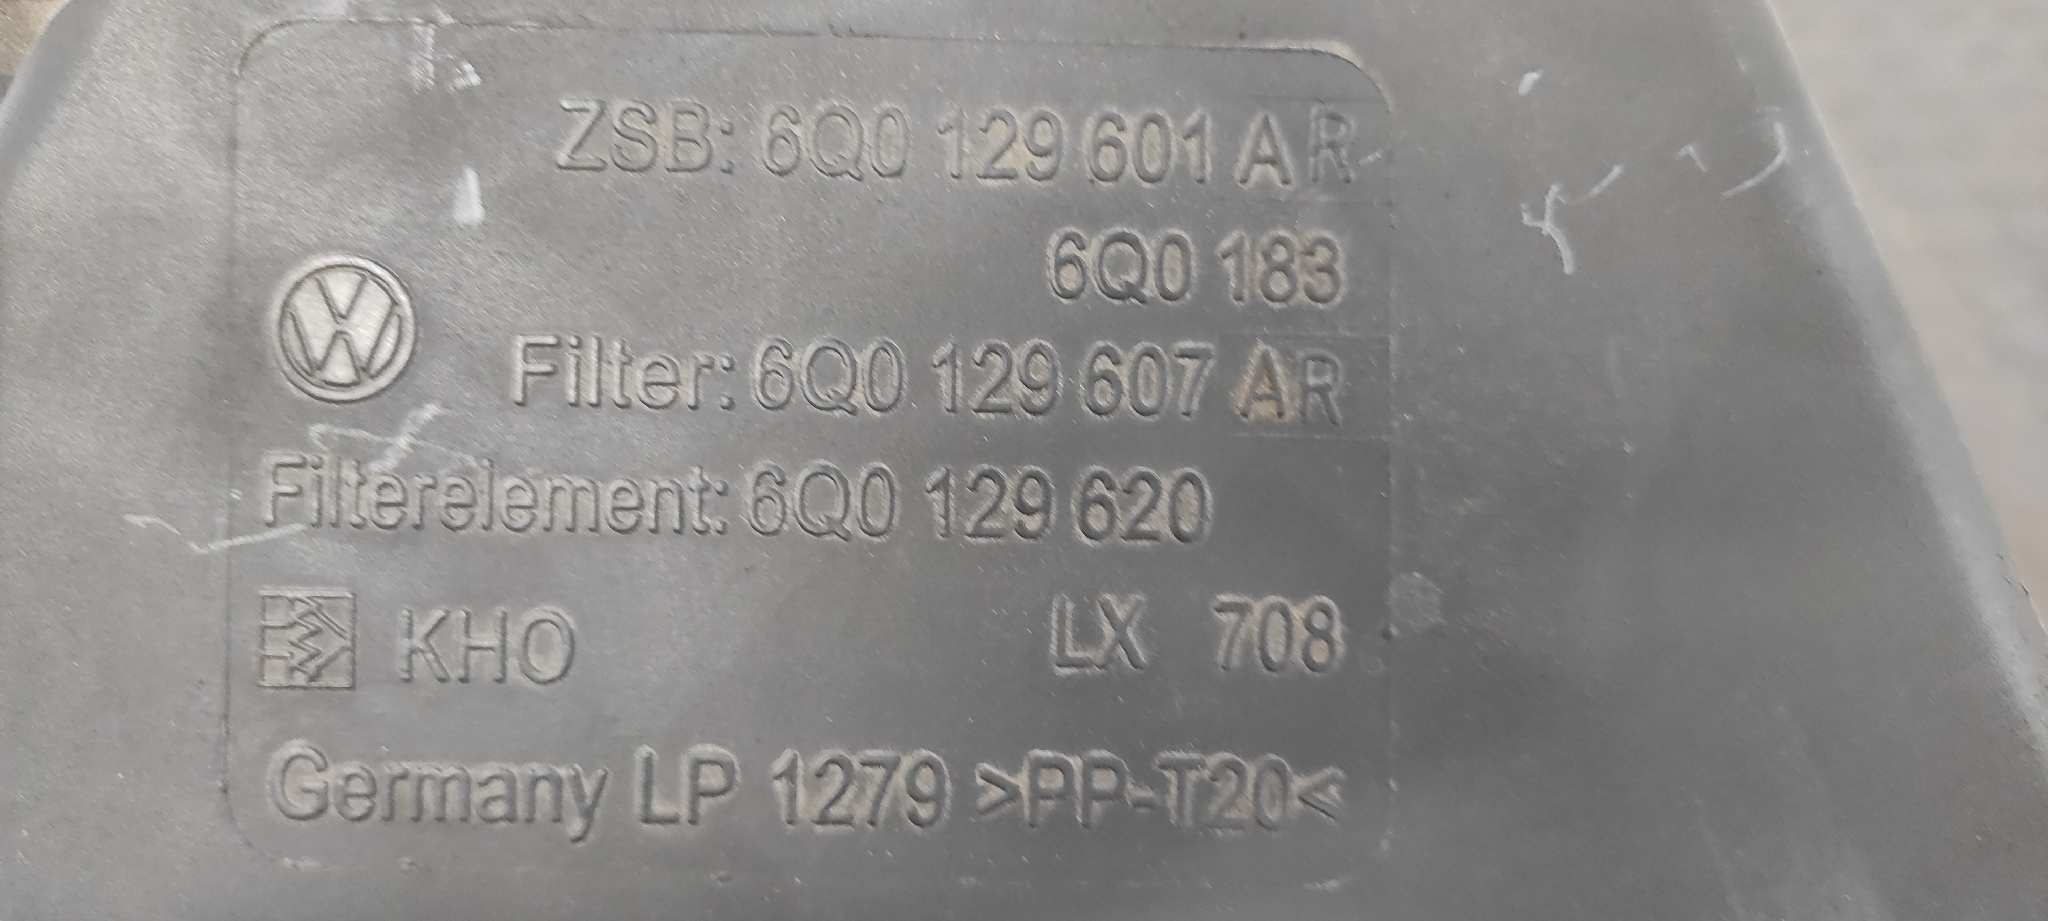 ZSB: 6Q0 129 601 AR
6Q0 183
Filter: 6Q0 129 607 AR
Filterelement: 6Q0 129 620
KHO LX 708
Germany LP 1279 >PP-T20<